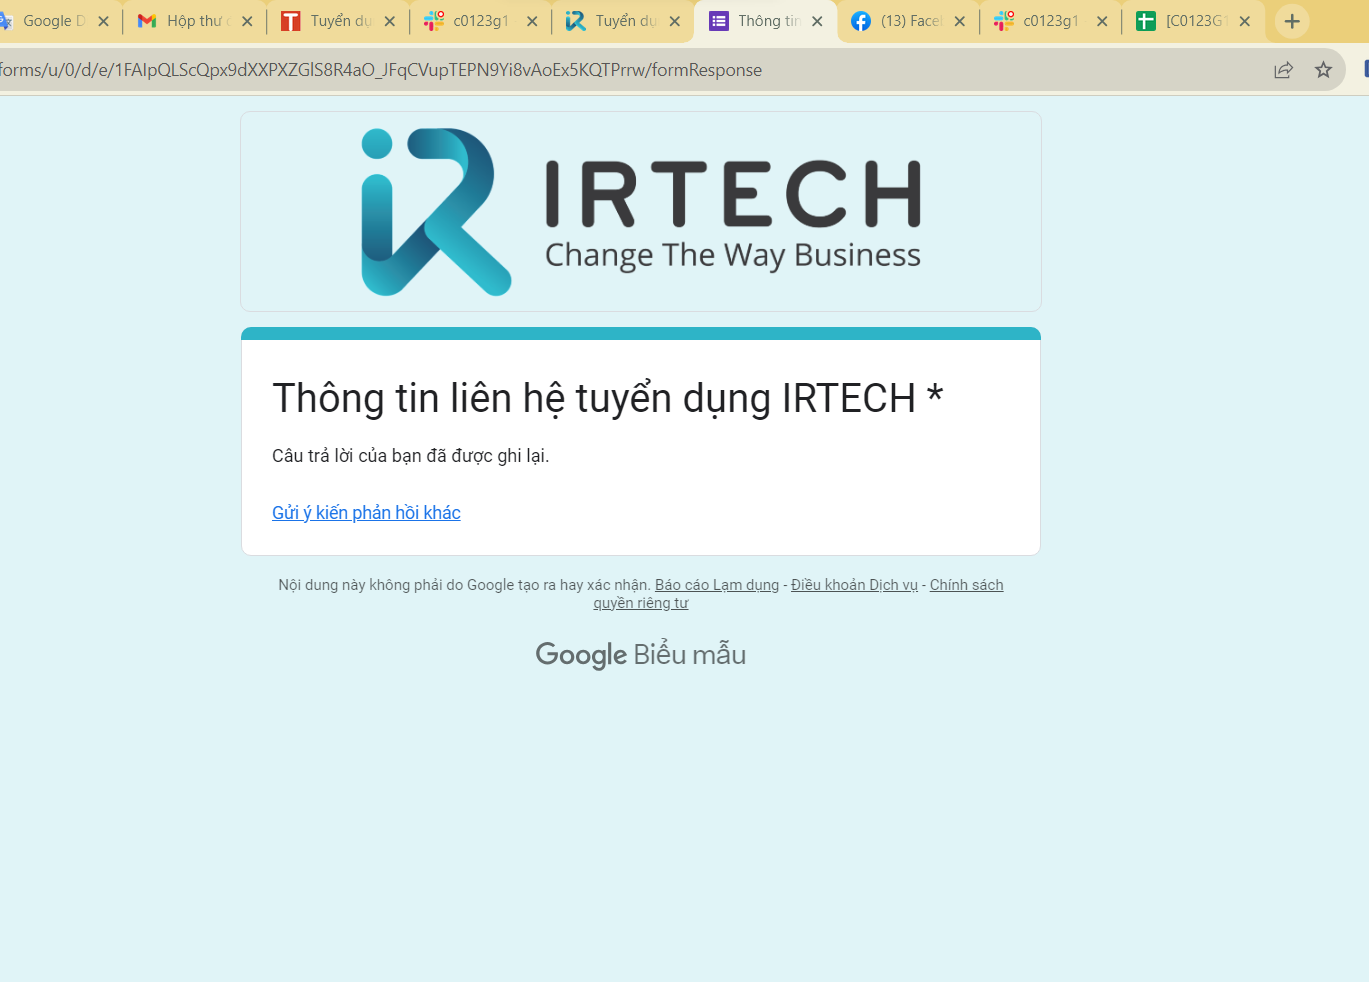 Google D
Hộp thư
Tuyển dụ
c0123g1
Tuyển dụ
Thông tin
(13) Face
c0123g1
[C0123G1
forms/u/0/d/e/1FAIpQLScQpx9dXXPXZGlS8R4aO_JFqCVupTEPN9Yi8vAoEx5KQTPrrw/formResponse
IRTECH
Change The Way Business
Thông tin liên hệ tuyển dụng IRTECH *
Câu trả lời của bạn đã được ghi lại.
Gửi ý kiến phản hồi khác
Nội dung này không phải do Google tạo ra hay xác nhận. Báo cáo Lạm dụng - Điều khoản Dịch vụ - Chính sách
quyền riêng tư
Google Biểu mẫu